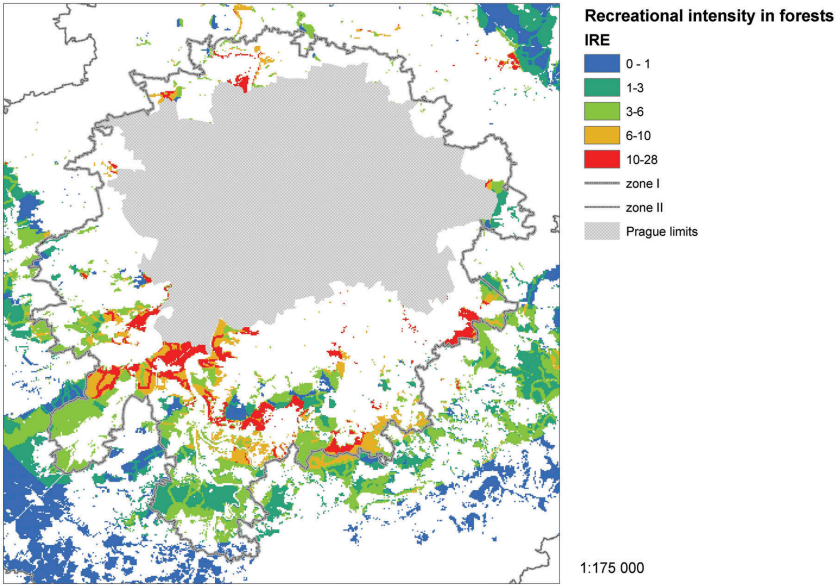 Recreational intensity in forests
IRE
0 - 1
1-3
3-6
6-10
10-28
zone I
zone II
Prague limits
1:175 000